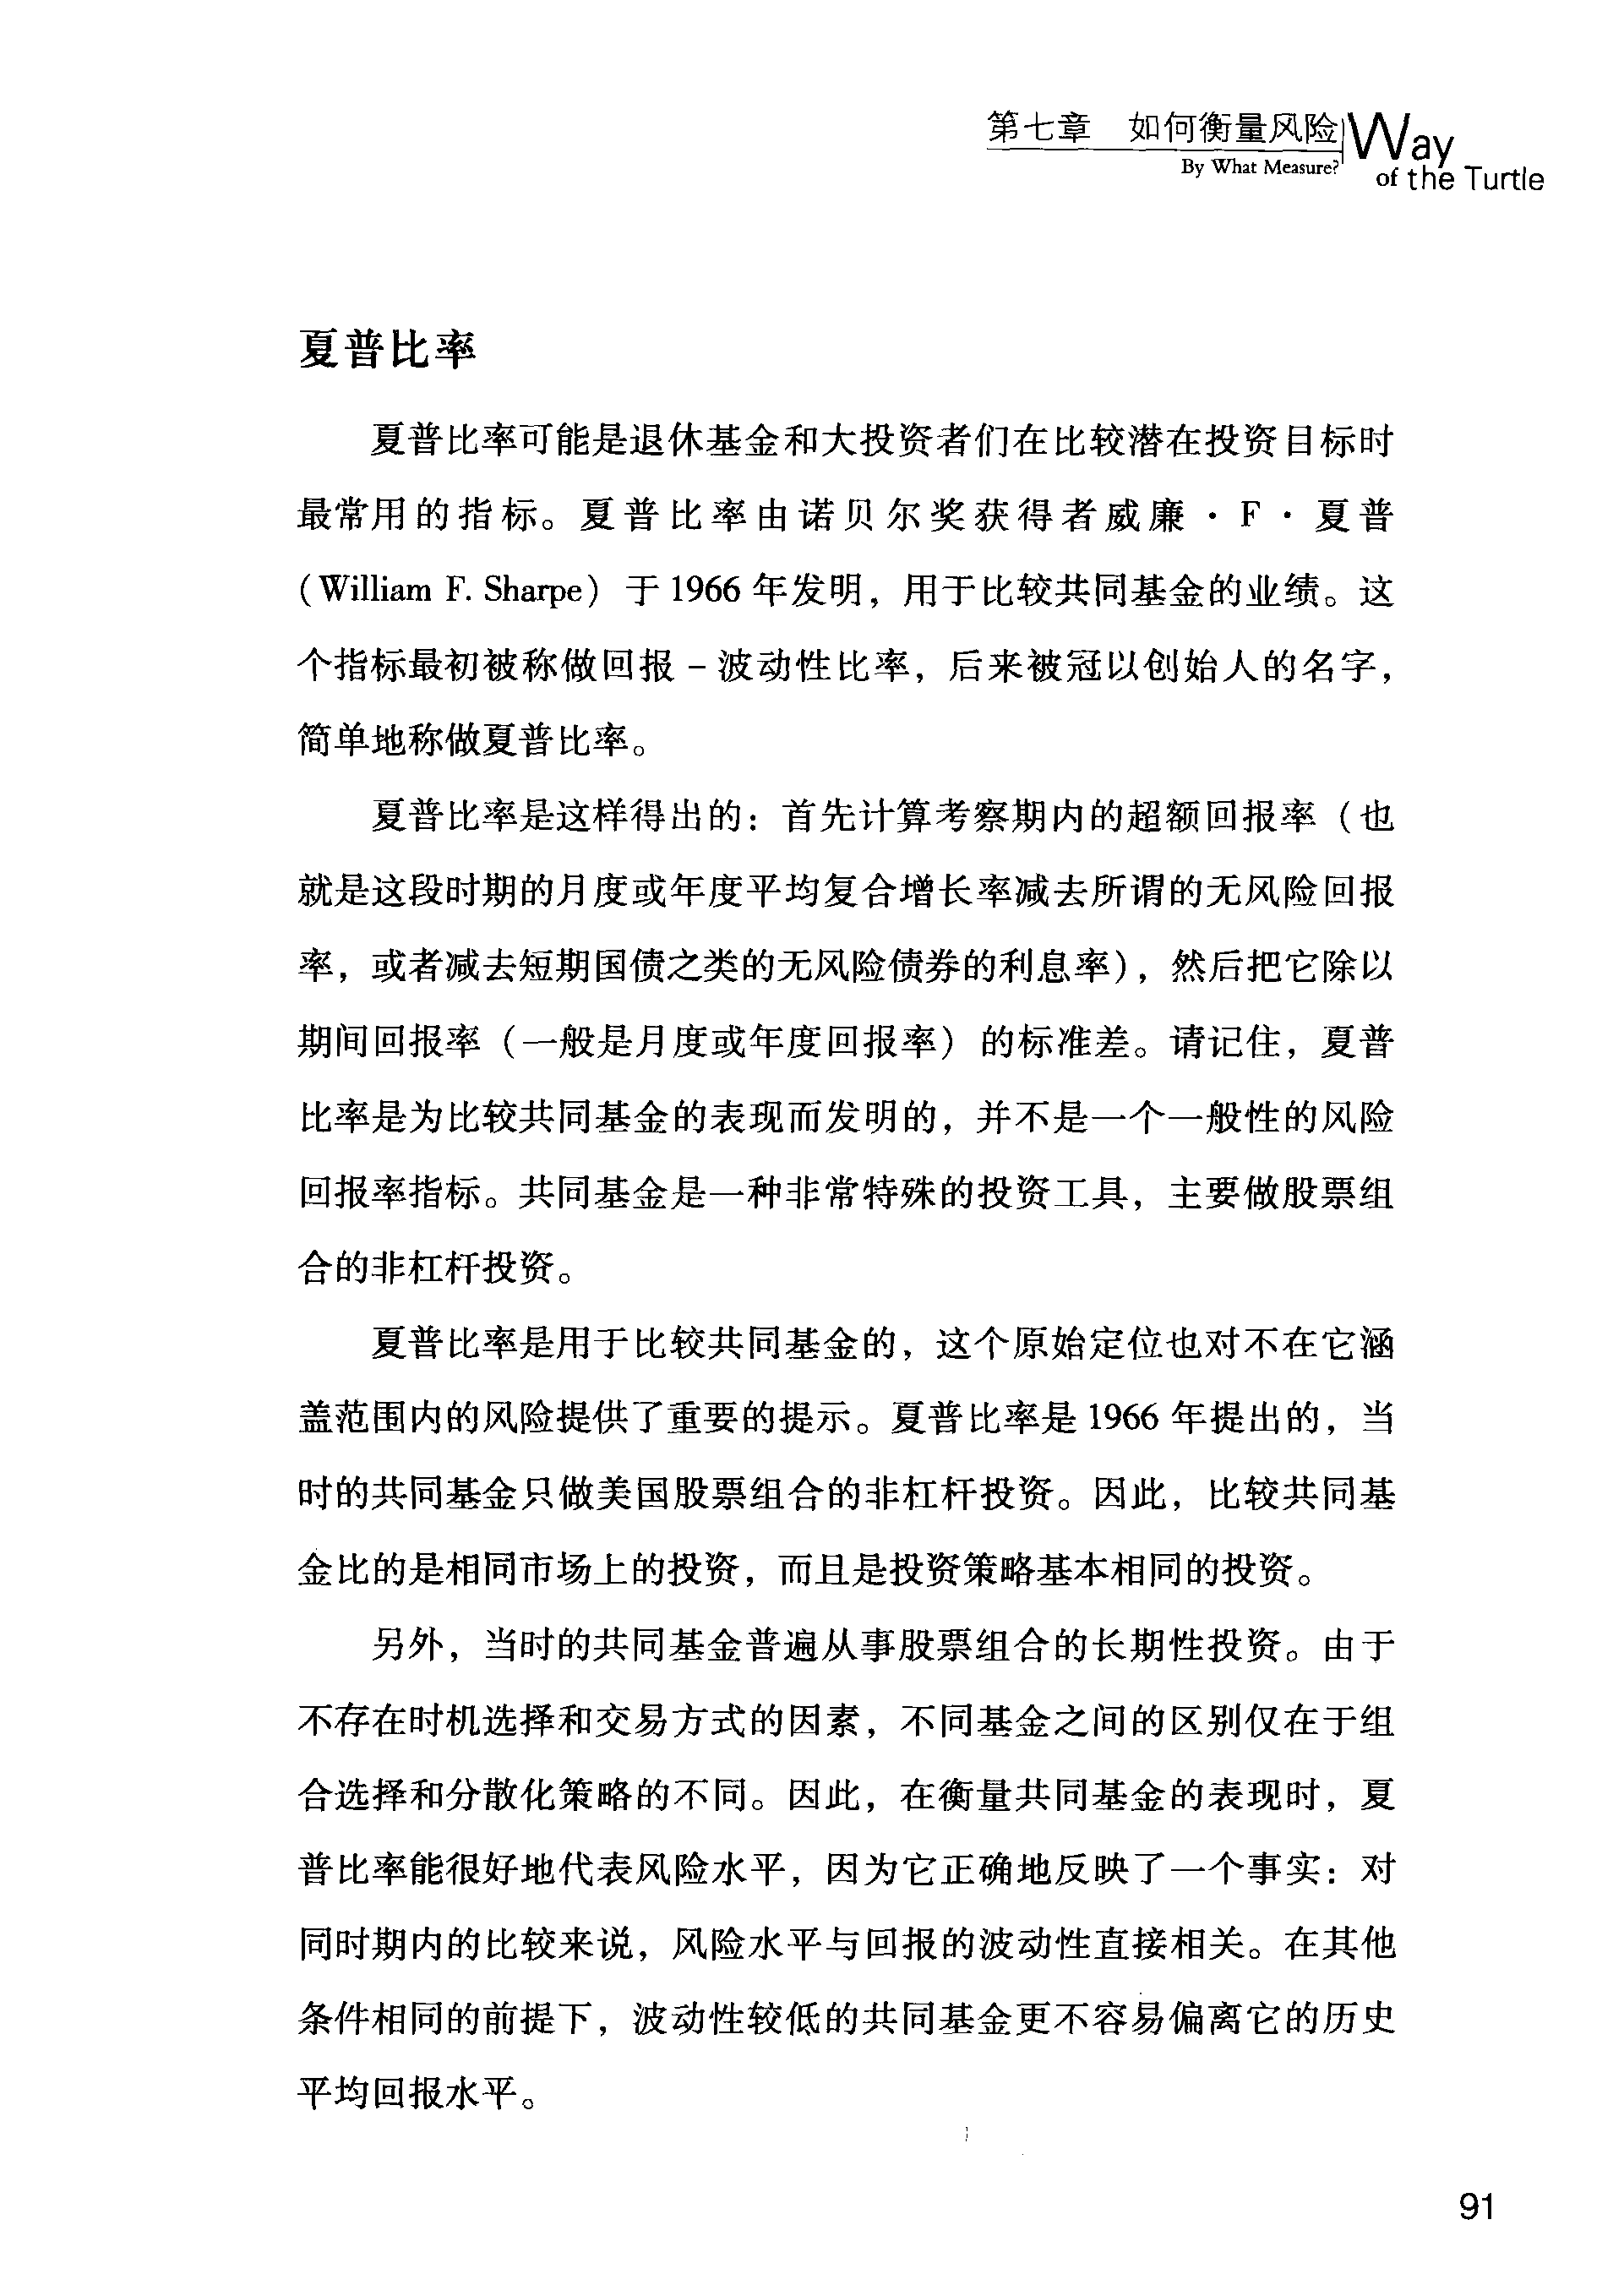 第七章 如何衡量风险
By What Measure?
Way
of the Turtle
夏普比率
夏普比率可能是退休基金和大投资者们在比较潜在投资目标时
最常用的指标。夏普比率由诺贝尔奖获得者威廉·F·夏普
(William F. Sharpe)于1966年发明,用于比较共同基金的业绩。这
个指标最初被称做回报－波动性比率,后来被冠以创始人的名字,
简单地称做夏普比率。
夏普比率是这样得出的:首先计算考察期内的超额回报率(也
就是这段时期的月度或年度平均复合增长率减去所谓的无风险回报
率,或者减去短期国债之类的无风险债券的利息率),然后把它除以
期间回报率(一般是月度或年度回报率)的标准差。请记住,夏普
比率是为比较共同基金的表现而发明的,并不是一个一般性的风险
回报率指标。共同基金是一种非常特殊的投资工具,主要做股票组
合的非杠杆投资。
夏普比率是用于比较共同基金的,这个原始定位也对不在它涵
盖范围内的风险提供了重要的提示。夏普比率是1966年提出的,当
时的共同基金只做美国股票组合的非杠杆投资。因此,比较共同基
金比的是相同市场上的投资,而且是投资策略基本相同的投资。
另外,当时的共同基金普遍从事股票组合的长期性投资。由于
不存在时机选择和交易方式的因素,不同基金之间的区别仅在于组
合选择和分散化策略的不同。因此,在衡量共同基金的表现时,夏
普比率能很好地代表风险水平,因为它正确地反映了一个事实:对
同时期内的比较来说,风险水平与回报的波动性直接相关。在其他
条件相同的前提下,波动性较低的共同基金更不容易偏离它的历史
平均回报水平。
91